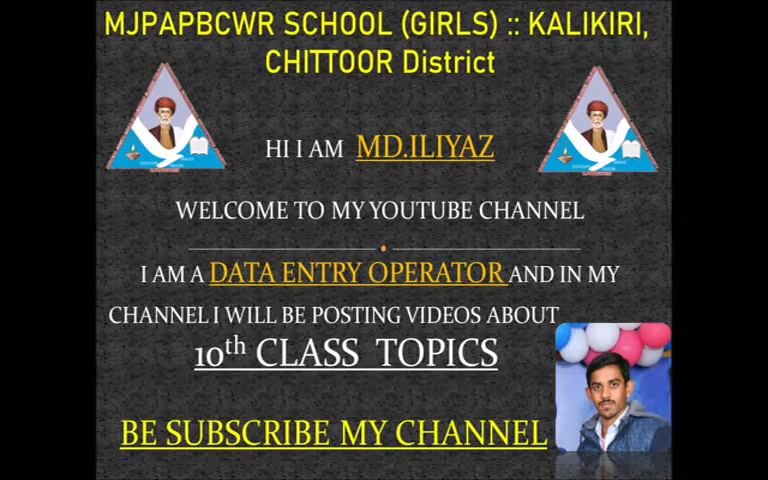 MJPAPBCWR SCHOOL (GIRLS) :: KALIKIRI,
CHITTOOR District
HI I AM MD.ILIYAZ
WELCOME TO MY YOUTUBE CHANNEL
I AM A DATA ENTRY OPERATOR AND IN MY
CHANNEL I WILL BE POSTING VIDEOS ABOUT
10th CLASS TOPICS
BE SUBSCRIBE MY CHANNEL